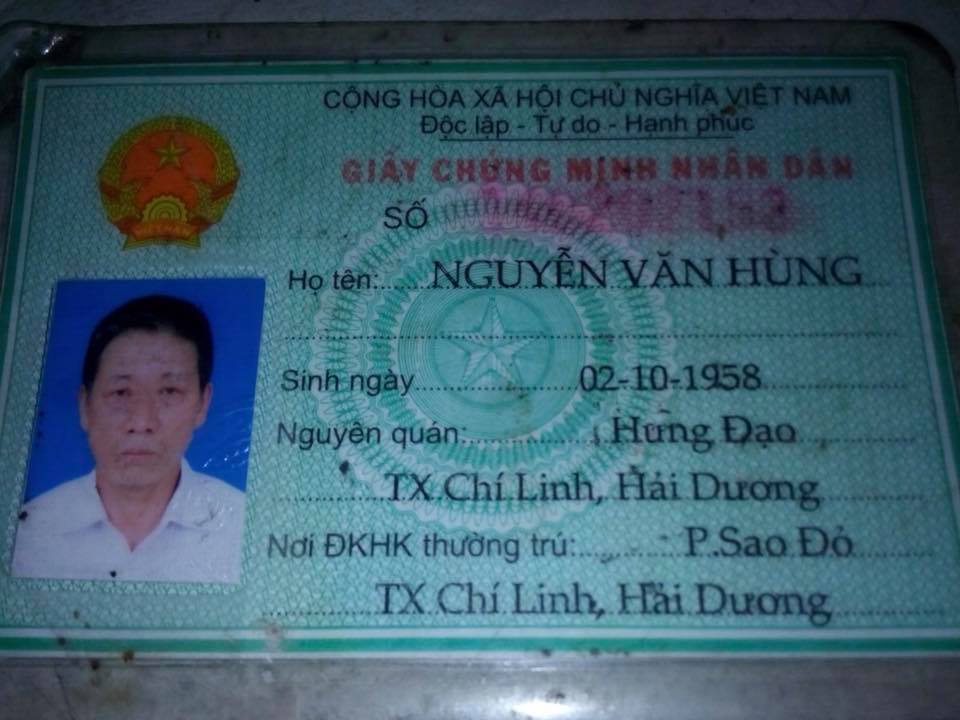 CỘNG HÒA XÃ HỘI CHỦ NGHĨA VIỆT NAM
Độc lập - Tự do - Hạnh phúc
GIẤY CHỨNG MINH NHÂN DÂN
SỐ
Họ tên: NGUYỄN VĂN HÙNG
Sinh ngày 02-10-1958
Nguyên quán: Hưng Đạo
TX Chí Linh, Hải Dương
Nơi ĐKHK thường trú: P.Sao Đỏ
TX Chí Linh, Hải Dương